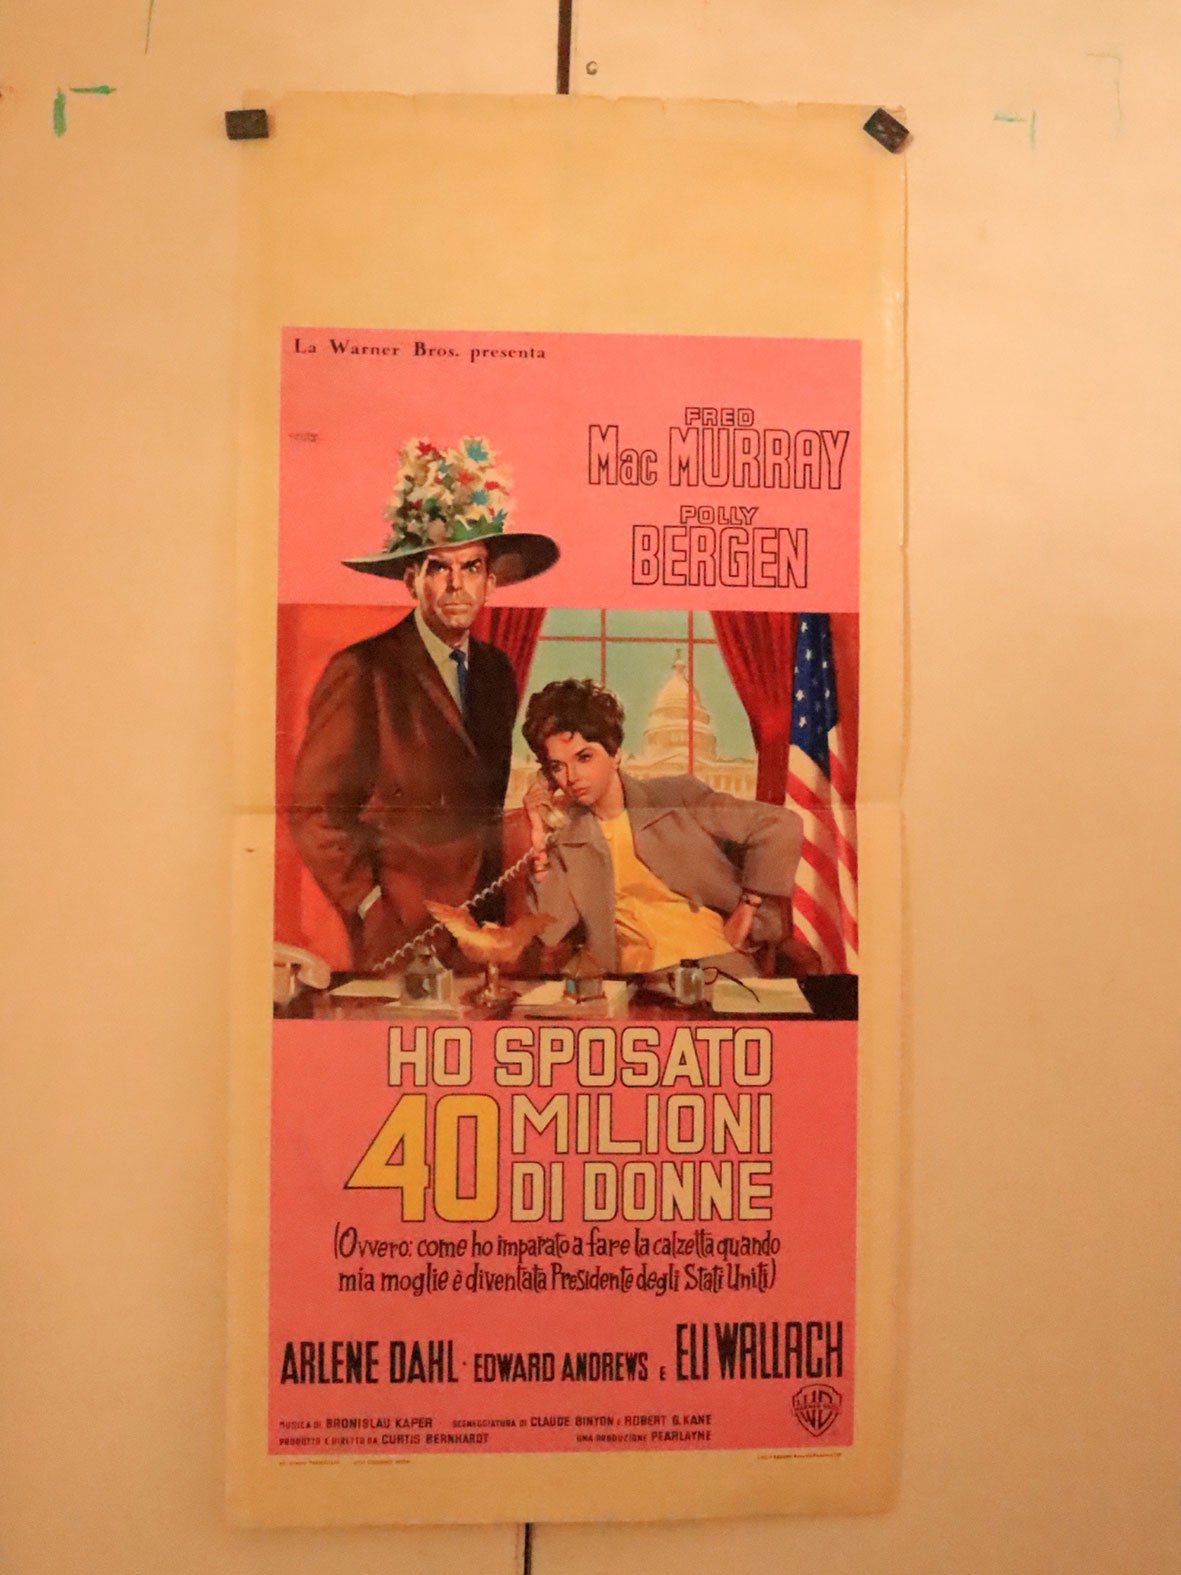 La Warner Bros. presenta
FRED
Mac MURRAY
POLLY
BERGEN
HO SPOSATO
40 MILIONI
DI DONNE
(Ovvero: come ho imparato a fare la calzetta quando
mia moglie è diventata Presidente degli Stati Uniti)
ARLENE DAHL · EDWARD ANDREWS E ELI WALLACH
MUSICA DI BRONISLAU KAPER - SCENEGGIATURA DI CLAUDE BINYON E ROBERT G. KANE
PRODOTTO E DIRETTO DA CURTIS BERNHARDT UNA PRODUZIONE PEARLAYNE
WB